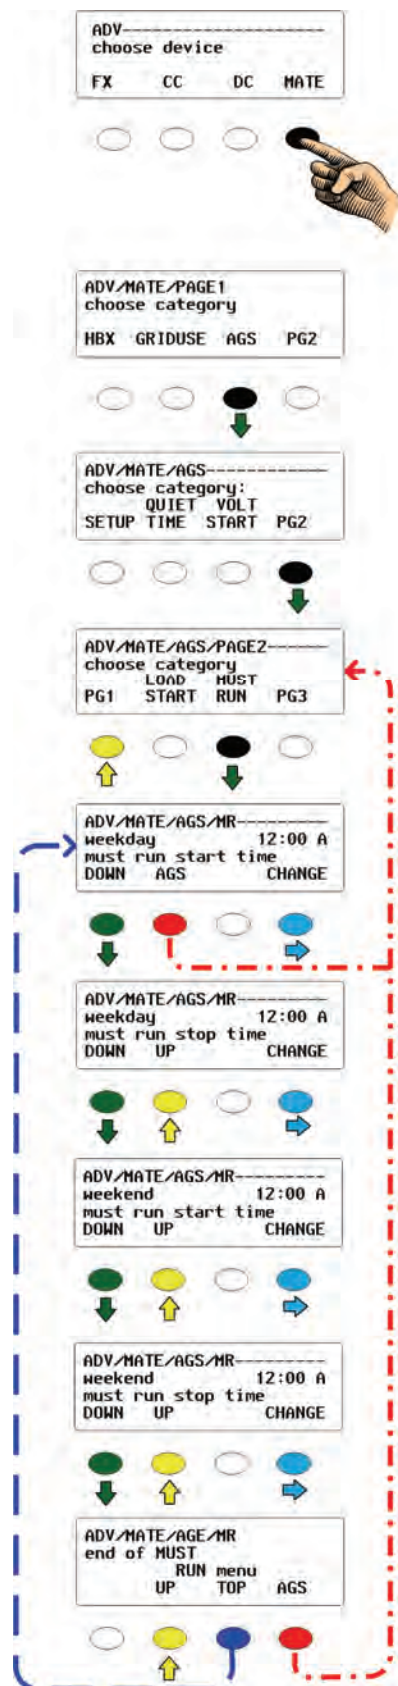 ADV-----------------------
choose device
FX CC DC MATE
ADV/MATE/PAGE1
choose category
HBX GRIDUSE AGS PG2
ADV/MATE/AGS--------------
choose category:
QUIET VOLT
SETUP TIME START PG2
ADV/MATE/AGS/PAGE2------
choose category
LOAD MUST
PG1 START RUN PG3
ADV/MATE/AGS/MR----------
weekday 12:00 A
must run start time
DOWN AGS CHANGE
ADV/MATE/AGS/MR----------
weekday 12:00 A
must run stop time
DOWN UP CHANGE
ADV/MATE/AGS/MR----------
weekend 12:00 A
must run start time
DOWN UP CHANGE
ADV/MATE/AGS/MR----------
weekend 12:00 A
must run stop time
DOWN UP CHANGE
ADV/MATE/AGE/MR
end of MUST
RUN menu
UP TOP AGS